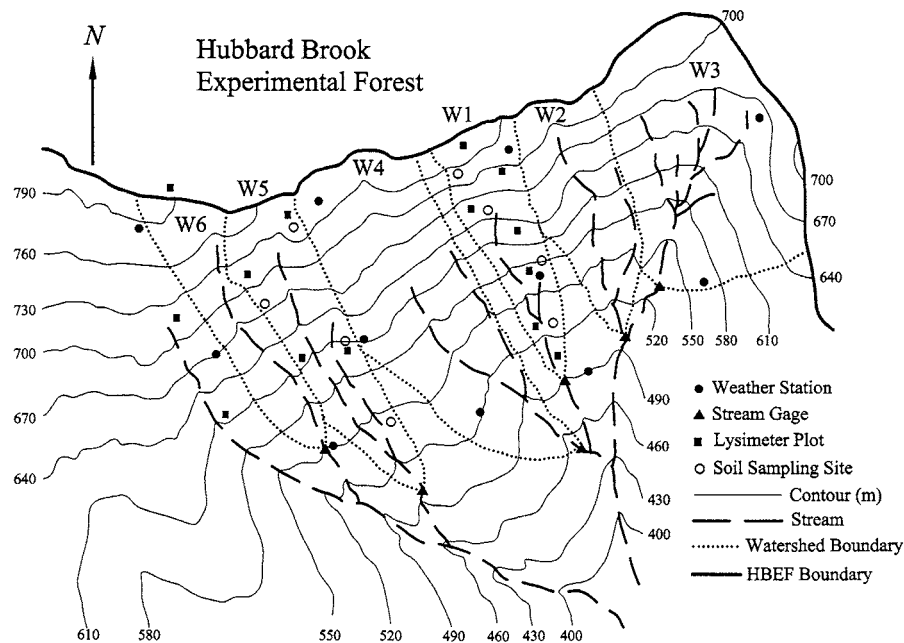 N
Hubbard Brook
Experimental Forest
700
W3
W1
W2
W4
W5
W6
790
760
730
700
670
640
700
670
640
520
550
580
610
490
460
430
400
Weather Station
Stream Gage
Lysimeter Plot
Soil Sampling Site
Contour (m)
Stream
Watershed Boundary
HBEF Boundary
610
580
550
520
490
460
430
400